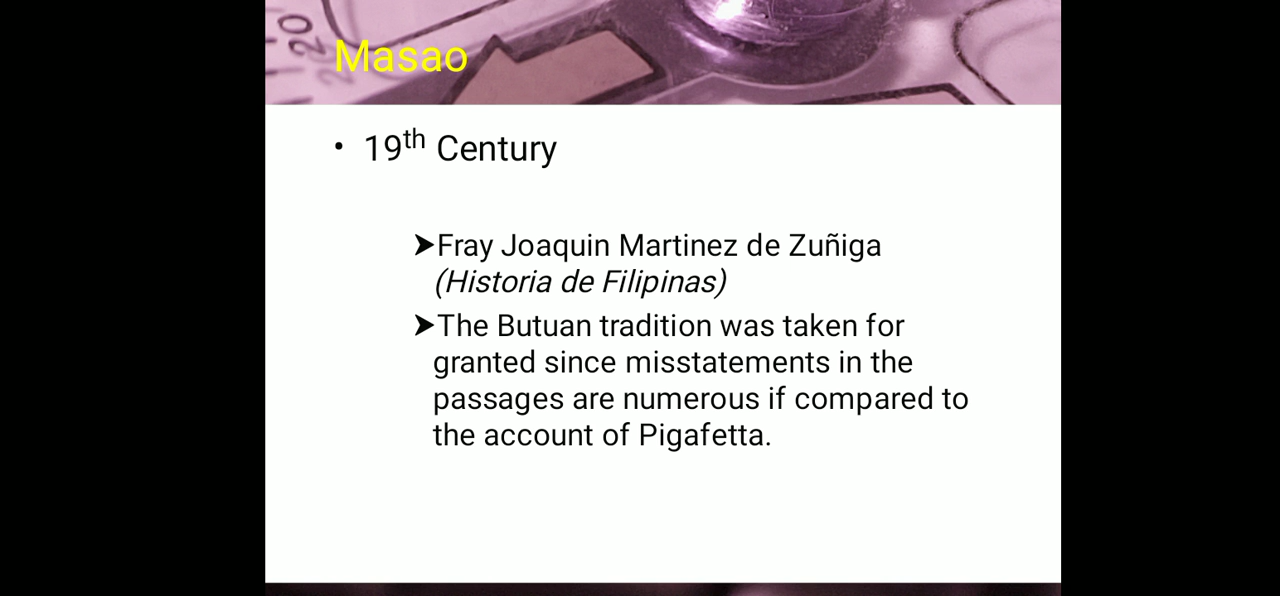 Masao
• 19th Century
➤Fray Joaquin Martinez de Zuñiga
(Historia de Filipinas)
➤The Butuan tradition was taken for
granted since misstatements in the
passages are numerous if compared to
the account of Pigafetta.